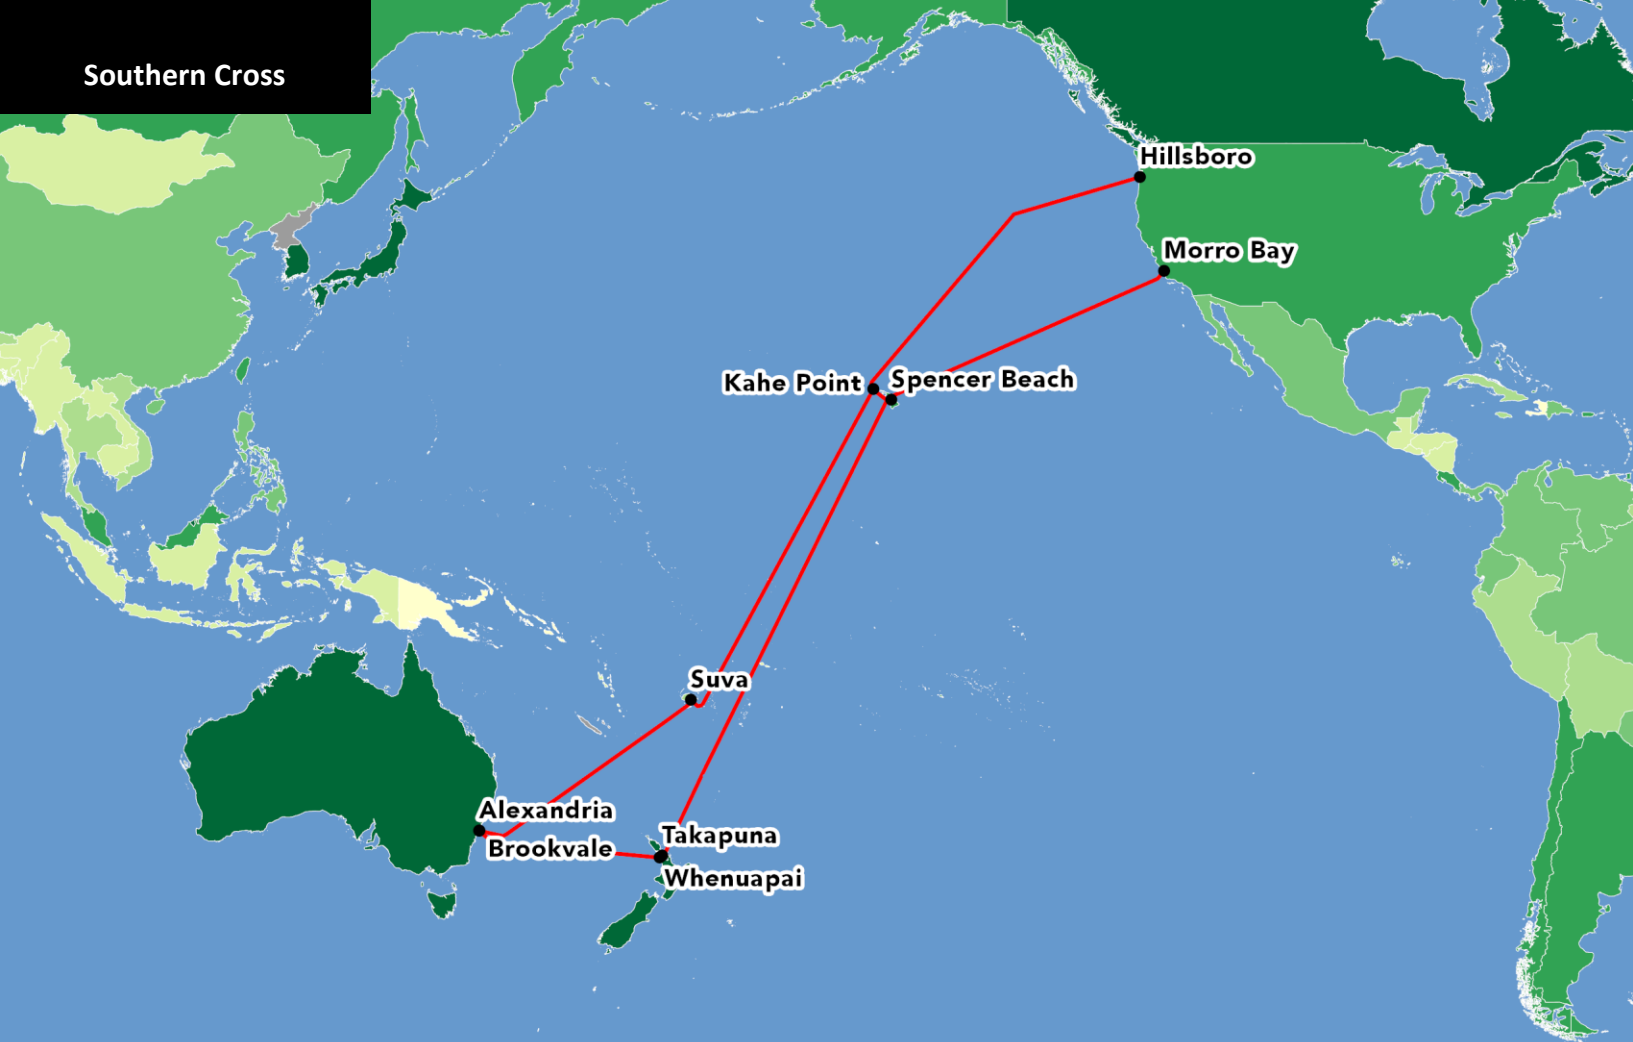 Southern Cross
Hillsboro
Morro Bay
Kahe Point
Spencer Beach
Suva
Alexandria
Brookvale
Takapuna
Whenuapai